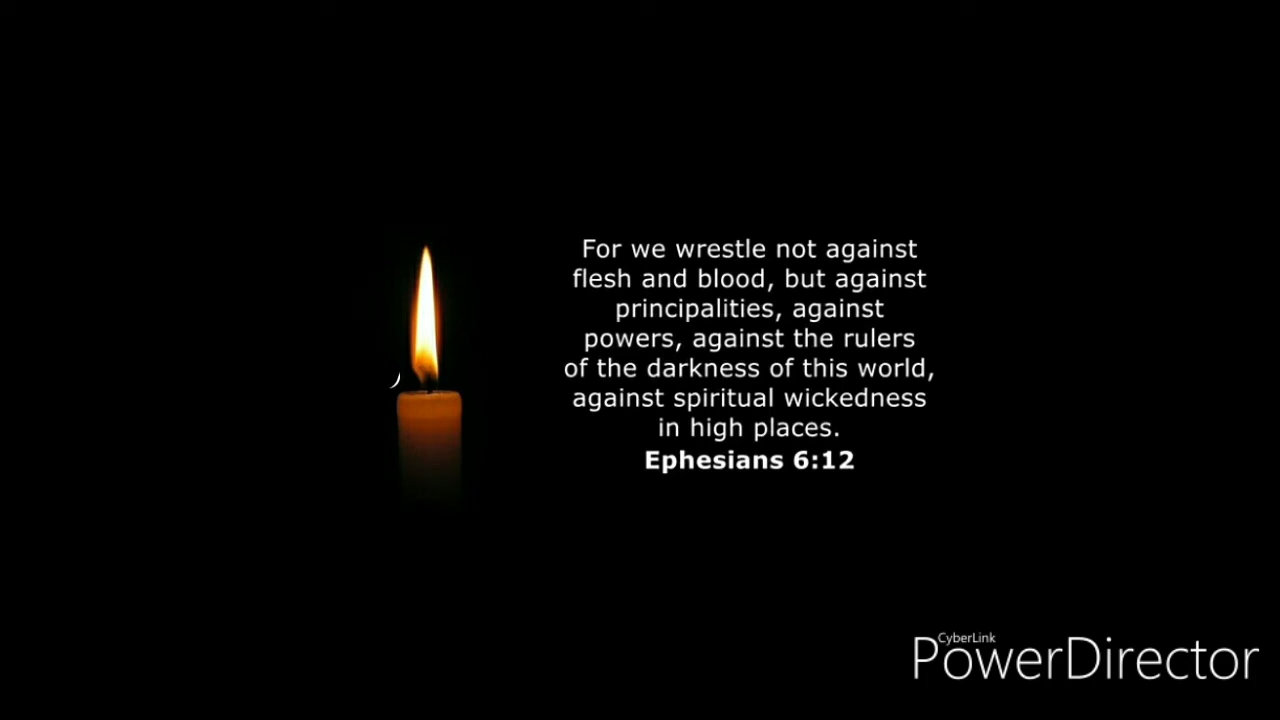 For we wrestle not against
flesh and blood, but against
principalities, against
powers, against the rulers
of the darkness of this world,
against spiritual wickedness
in high places.
Ephesians 6:12
CyberLink
PowerDirector